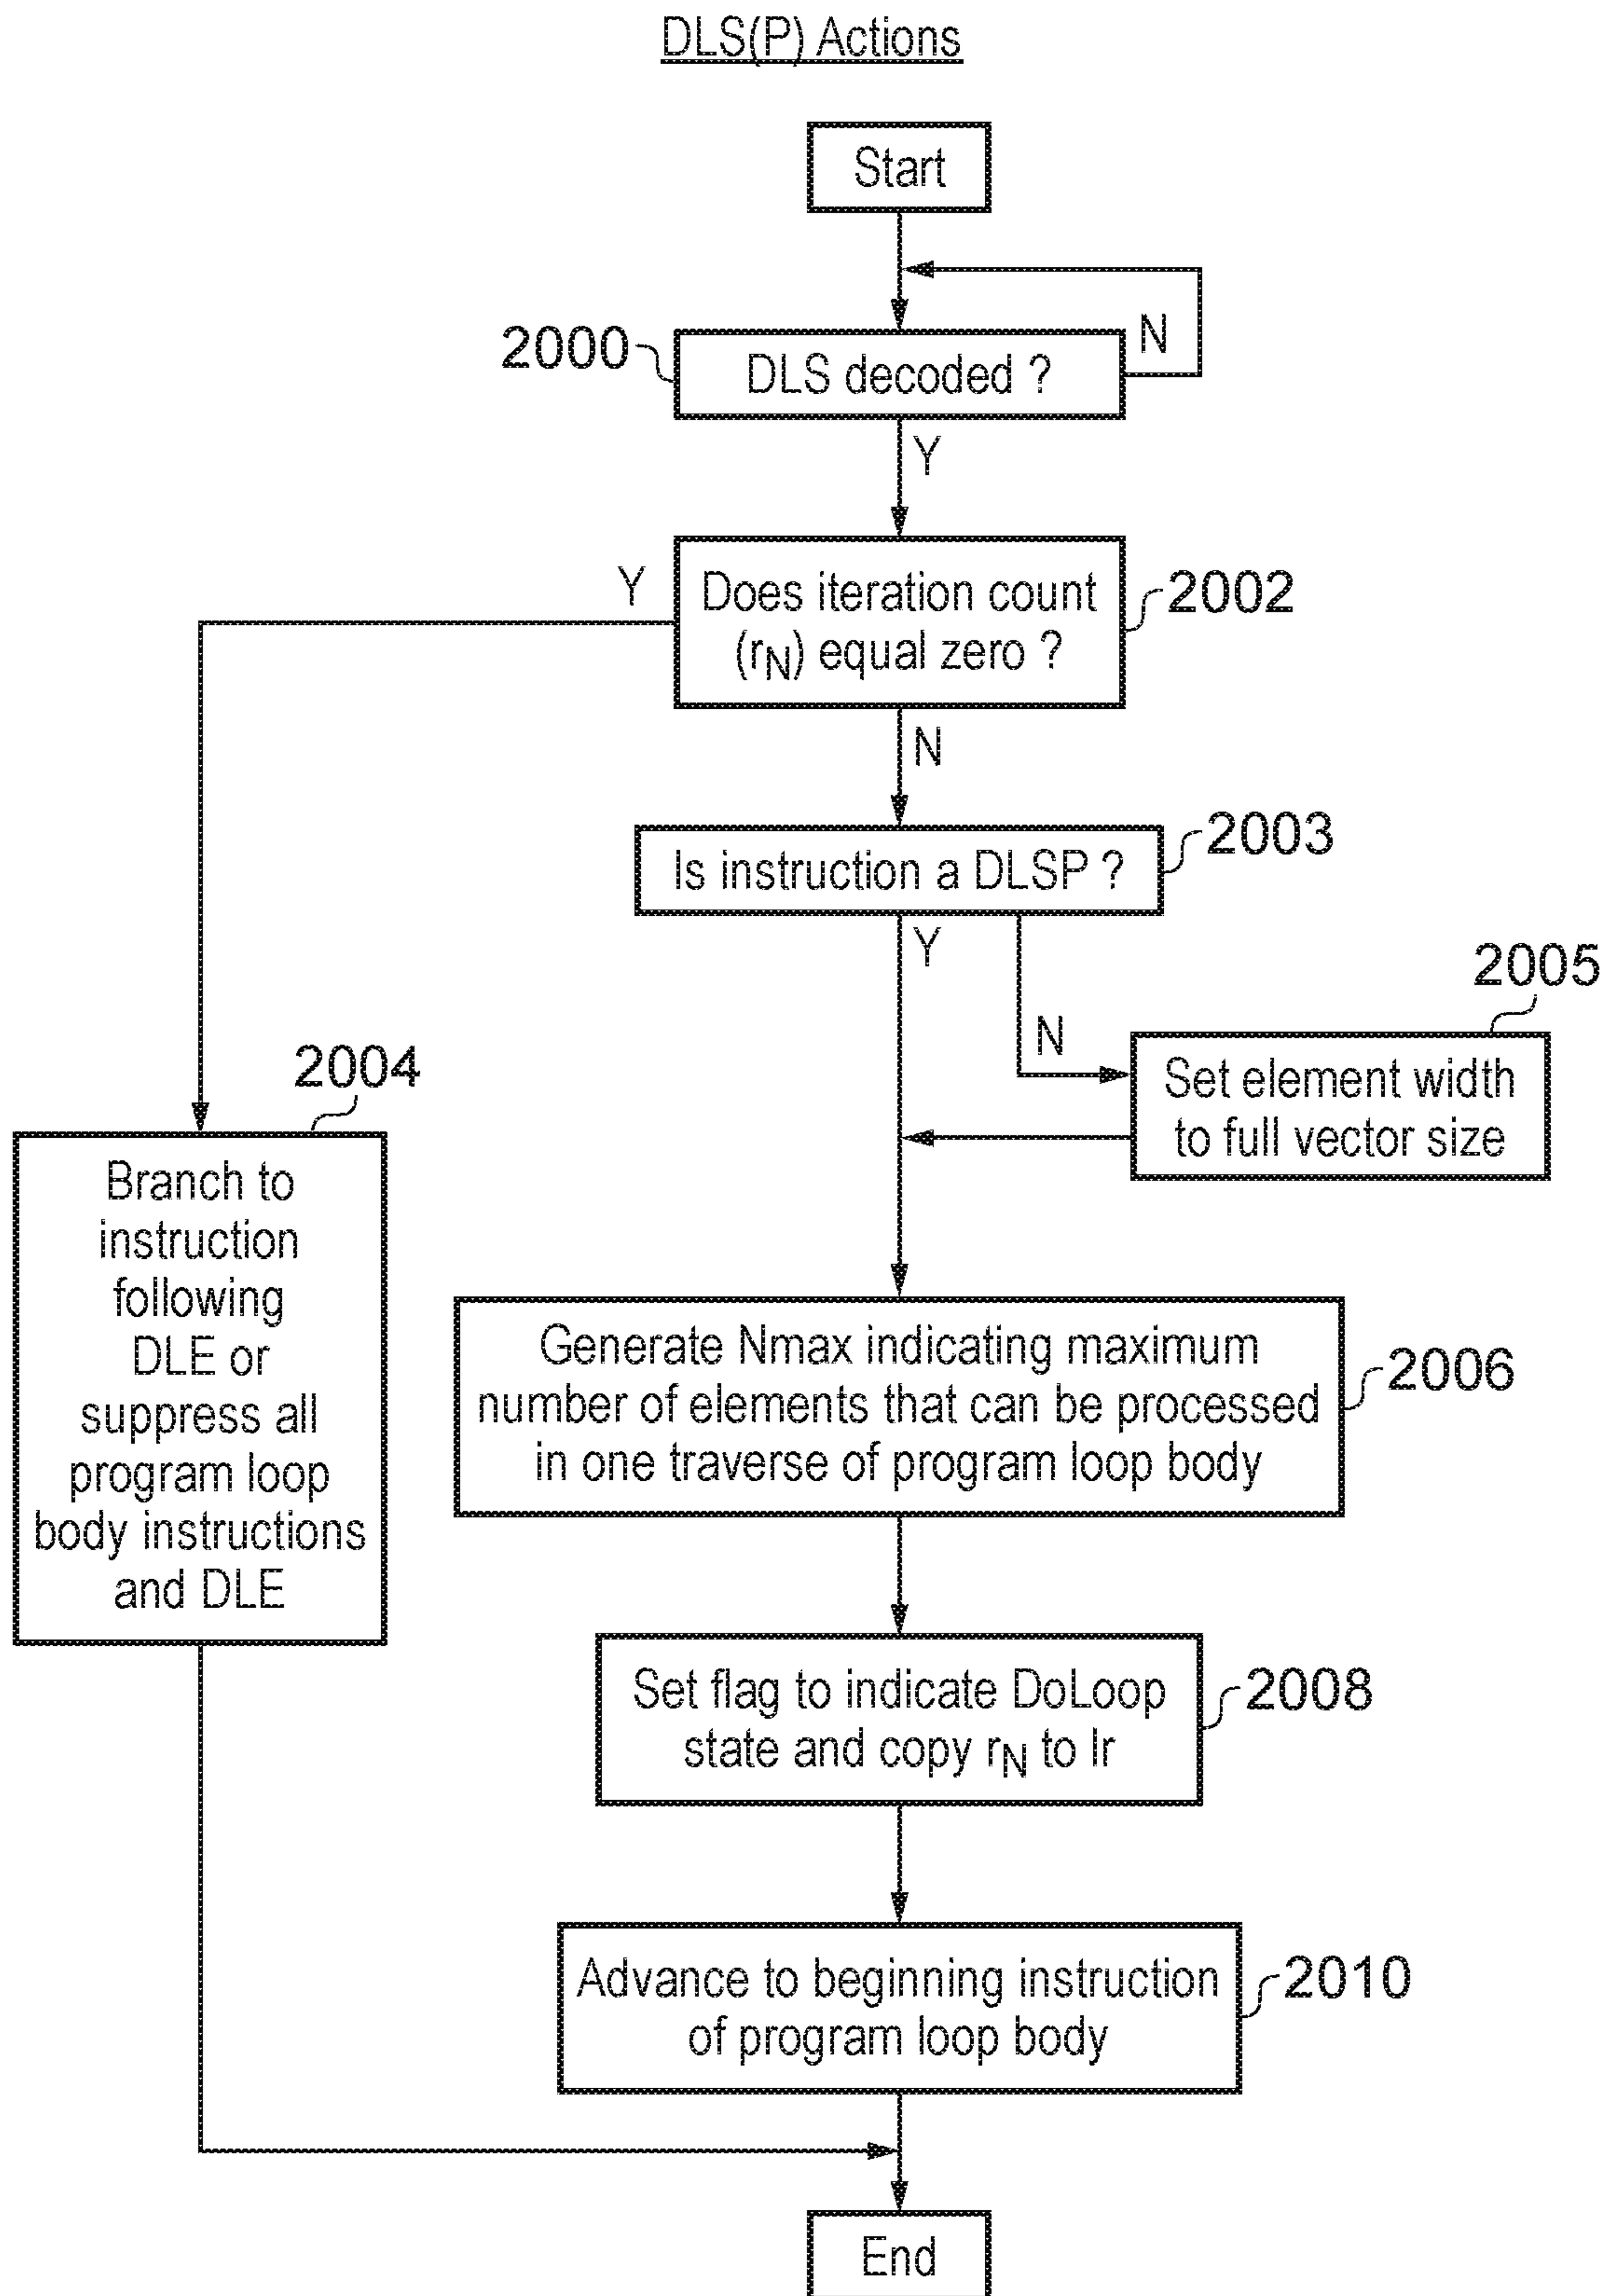 DLS(P) Actions
Start
N
2000
DLS decoded ?
Y
Y
Does iteration count
(rN) equal zero ?
2002
N
2003
Is instruction a DLSP ?
Y
N
2005
Set element width
to full vector size
2004
Branch to
instruction
following
DLE or
suppress all
program loop
body instructions
and DLE
Generate Nmax indicating maximum
number of elements that can be processed
in one traverse of program loop body
2006
Set flag to indicate DoLoop
state and copy rN to lr
2008
Advance to beginning instruction
of program loop body
2010
End